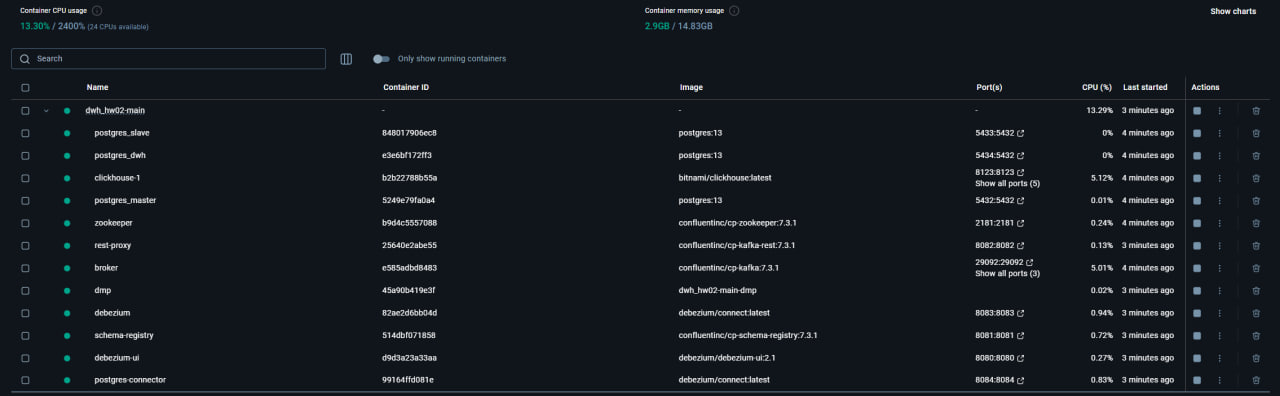 Container CPU usage
13.30% / 2400% (24 CPUs available)
Container memory usage
2.9GB / 14.83GB
Show charts
Search
Only show running containers
Name Container ID Image Port(s) CPU (%) Last started Actions
dwh_hw02-main - - - 13.29% 3 minutes ago
postgres_slave 848017906ec8 postgres:13 5433:5432 0% 4 minutes ago
postgres_dwh e3e6bf172ff3 postgres:13 5434:5432 0% 4 minutes ago
clickhouse-1 b2b22788b55a bitnami/clickhouse:latest 8123:8123 5.12% 4 minutes ago
Show all ports (5)
postgres_master 5249e79fa0a4 postgres:13 5432:5432 0.01% 4 minutes ago
zookeeper b9d4c5557088 confluentinc/cp-zookeeper:7.3.1 2181:2181 0.24% 4 minutes ago
rest-proxy 25640e2abe55 confluentinc/cp-kafka-rest:7.3.1 8082:8082 0.13% 3 minutes ago
broker e585adbd8483 confluentinc/cp-kafka:7.3.1 29092:29092 5.01% 4 minutes ago
Show all ports (3)
dmp 45a90b419e3f dwh_hw02-main-dmp 0.02% 3 minutes ago
debezium 82ae2d6bb04d debezium/connect:latest 8083:8083 0.94% 3 minutes ago
schema-registry 514dbf071858 confluentinc/cp-schema-registry:7.3.1 8081:8081 0.72% 3 minutes ago
debezium-ui d9d3a23a33aa debezium/debezium-ui:2.1 8080:8080 0.27% 3 minutes ago
postgres-connector 99164ffd081e debezium/connect:latest 8084:8084 0.83% 3 minutes ago